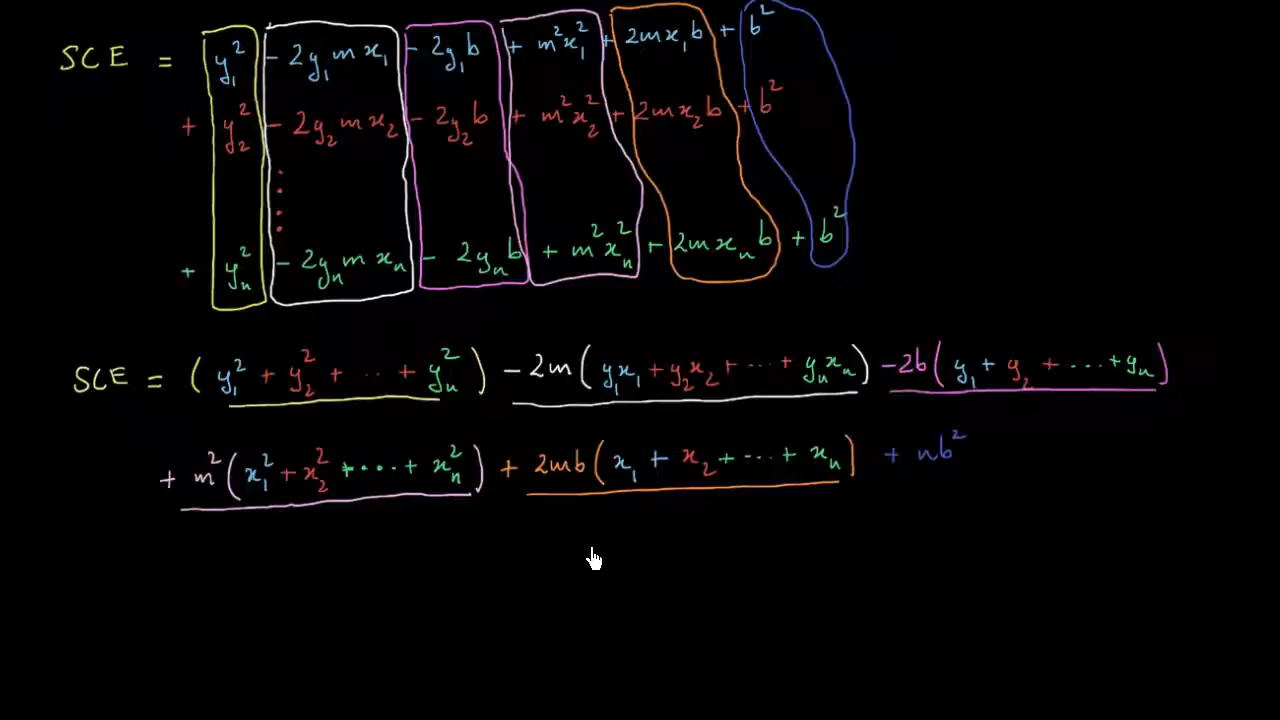 SCE = y₁² - 2y₁mx₁ - 2y₁b + m²x₁² + 2mx₁b + b²
+ y₂² - 2y₂mx₂ - 2y₂b + m²x₂² + 2mx₂b + b²
⋮
+ yₙ² - 2yₙmxₙ - 2yₙb + m²xₙ² + 2mxₙb + b²
SCE = (y₁² + y₂² + ... + yₙ²) - 2m(y₁x₁ + y₂x₂ + ... + yₙxₙ) - 2b(y₁ + y₂ + ... + yₙ)
+ m²(x₁² + x₂² + .... + xₙ²) + 2mb(x₁ + x₂ + ... + xₙ) + nb²